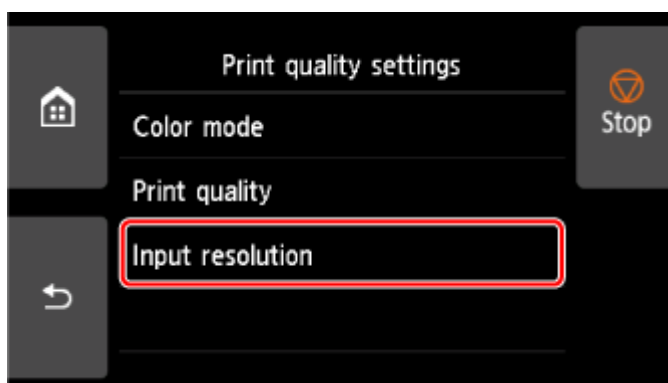 Print quality settings
Stop
Color mode
Print quality
Input resolution